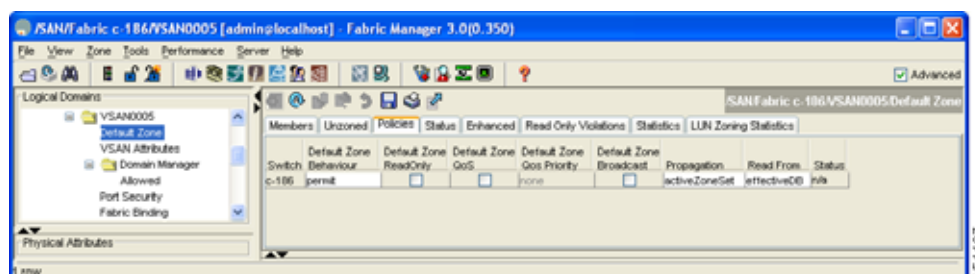 /SAN/Fabric c-186/VSAN0005 [admin@localhost] - Fabric Manager 3.0(0.350)
File View Zone Tools Performance Server Help
Advanced
Logical Domains
/SAN/Fabric c-186/VSAN0005/Default Zone
VSAN0005
Default Zone
VSAN Attributes
Domain Manager
Allowed
Port Security
Fabric Binding
Members Unzoned Policies Status Enhanced Read Only Violations Statistics LUN Zoning Statistics
Switch Default Zone Behaviour Default Zone ReadOnly Default Zone QoS Default Zone Qos Priority Default Zone Broadcast Propagation Read From Status
c-186 permit none activeZoneSet effectiveDB n/a
Physical Attributes
1 row